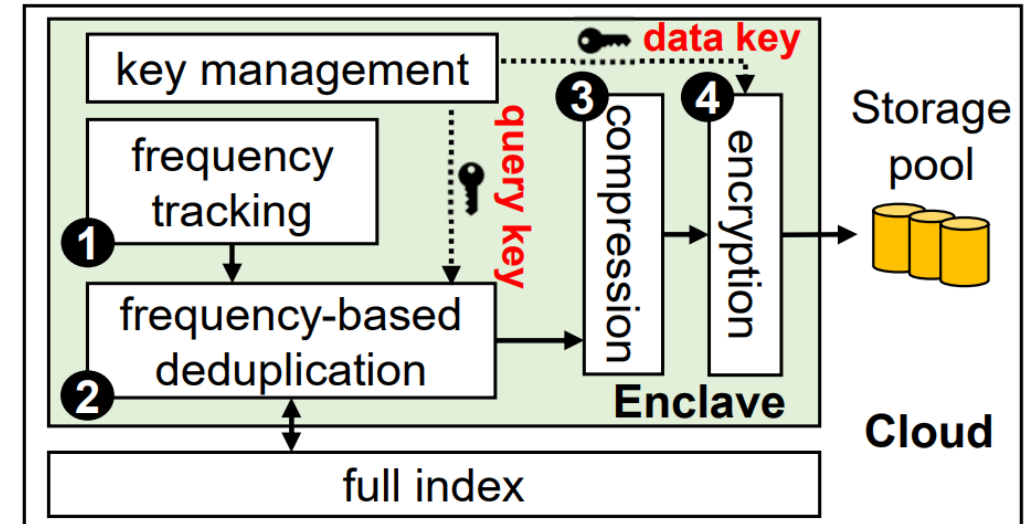 data key
key management
3
4
1
frequency
tracking
query key
compression
encryption
Storage
pool
frequency-based
deduplication
2
Enclave
Cloud
full index